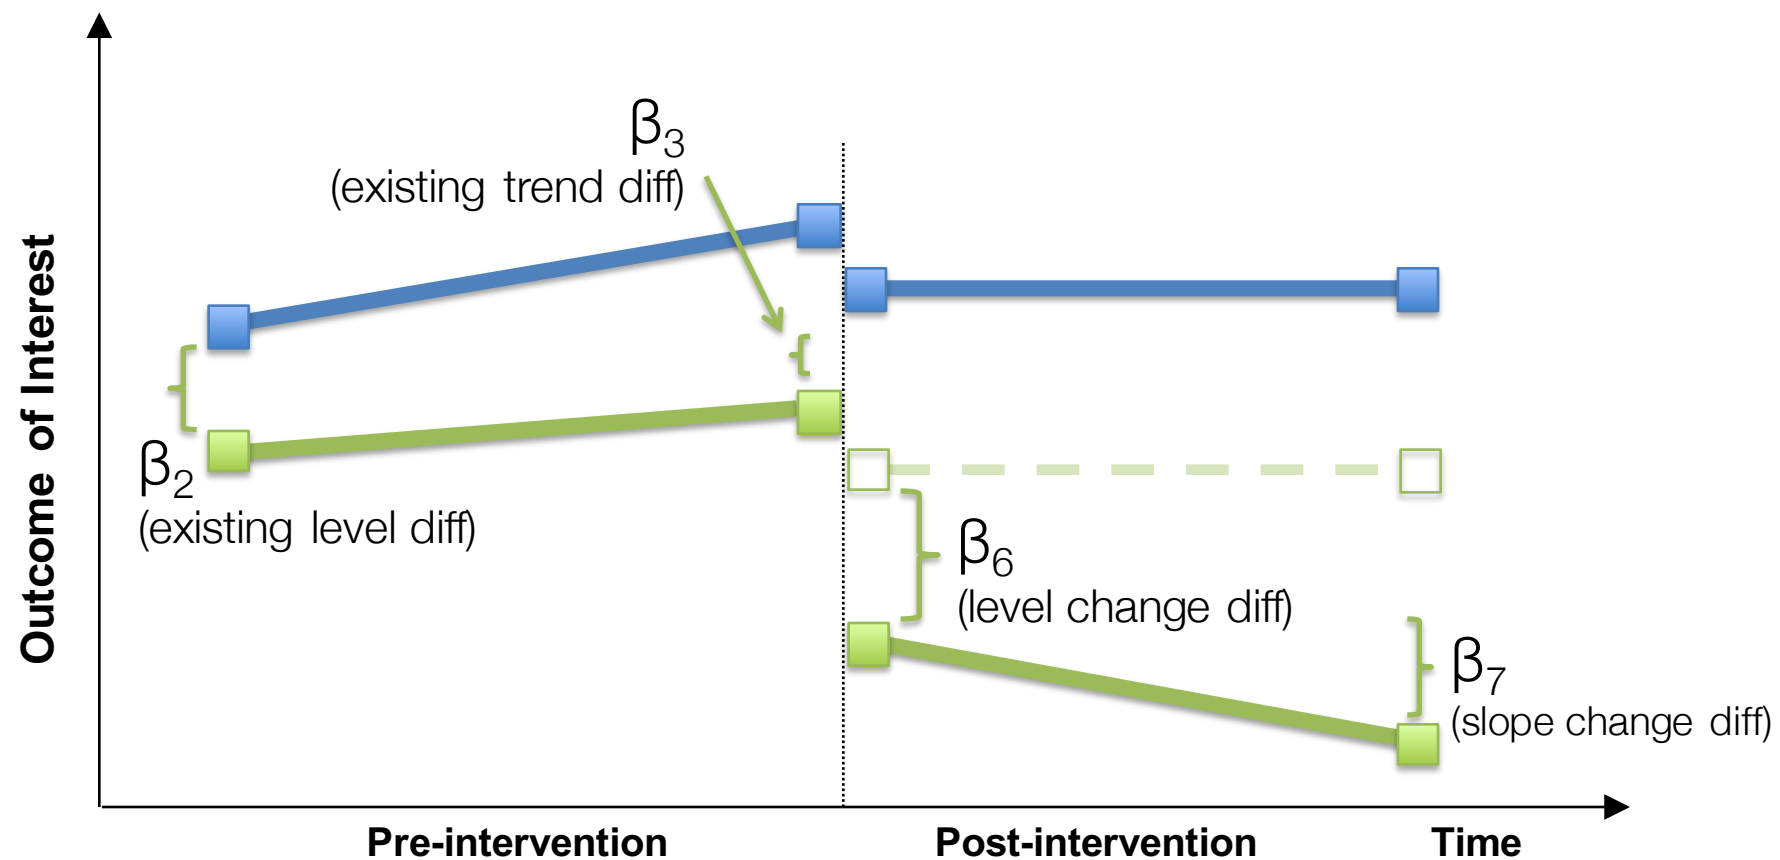 β3
(existing trend diff)
Outcome of Interest
β2
(existing level diff)
β6
(level change diff)
β7
(slope change diff)
Pre-intervention
Post-intervention
Time